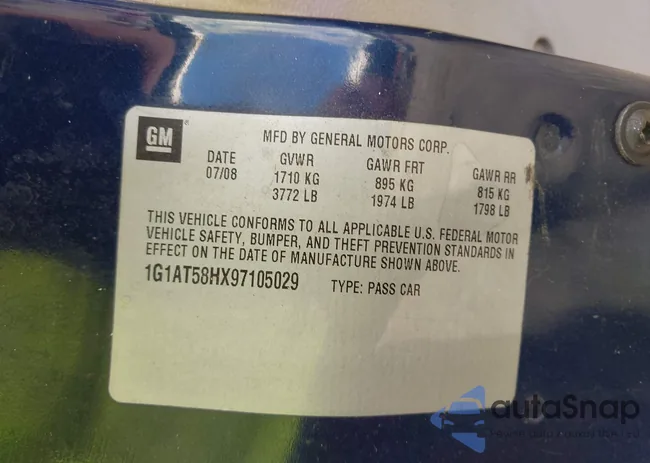 GM
MFD BY GENERAL MOTORS CORP.
DATE GVWR GAWR FRT GAWR RR
07/08 1710 KG 895 KG 815 KG
3772 LB 1974 LB 1798 LB
THIS VEHICLE CONFORMS TO ALL APPLICABLE U.S. FEDERAL MOTOR
VEHICLE SAFETY, BUMPER, AND THEFT PREVENTION STANDARDS IN
EFFECT ON THE DATE OF MANUFACTURE SHOWN ABOVE.
1G1AT58HX97105029 TYPE: PASS CAR
autaSnap